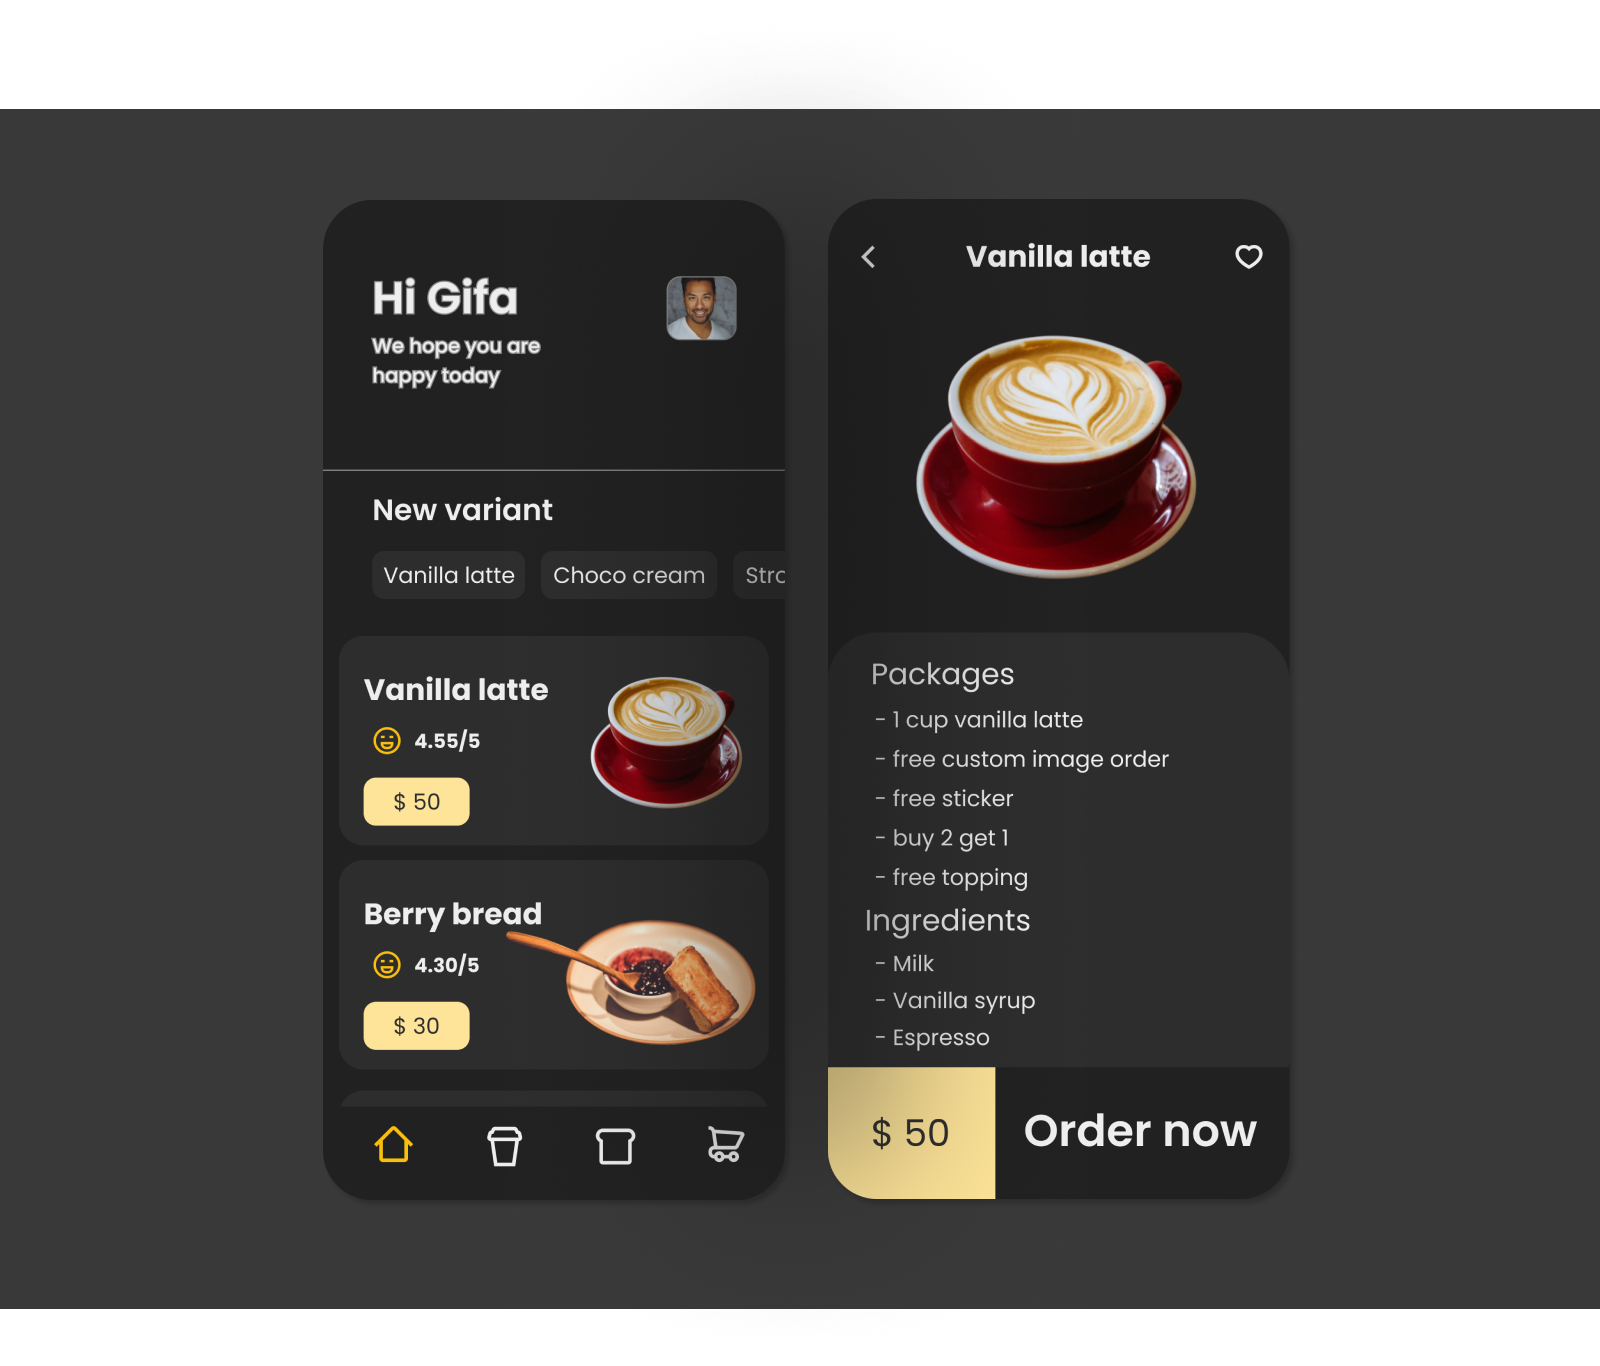 Hi Gifa
We hope you are
happy today
New variant
Vanilla latte
Choco cream
Vanilla latte
4.55/5
$ 50
Berry bread
4.30/5
$ 30
Vanilla latte
Packages
- 1 cup vanilla latte
- free custom image order
- free sticker
- buy 2 get 1
- free topping
Ingredients
- Milk
- Vanilla syrup
- Espresso
$ 50
Order now